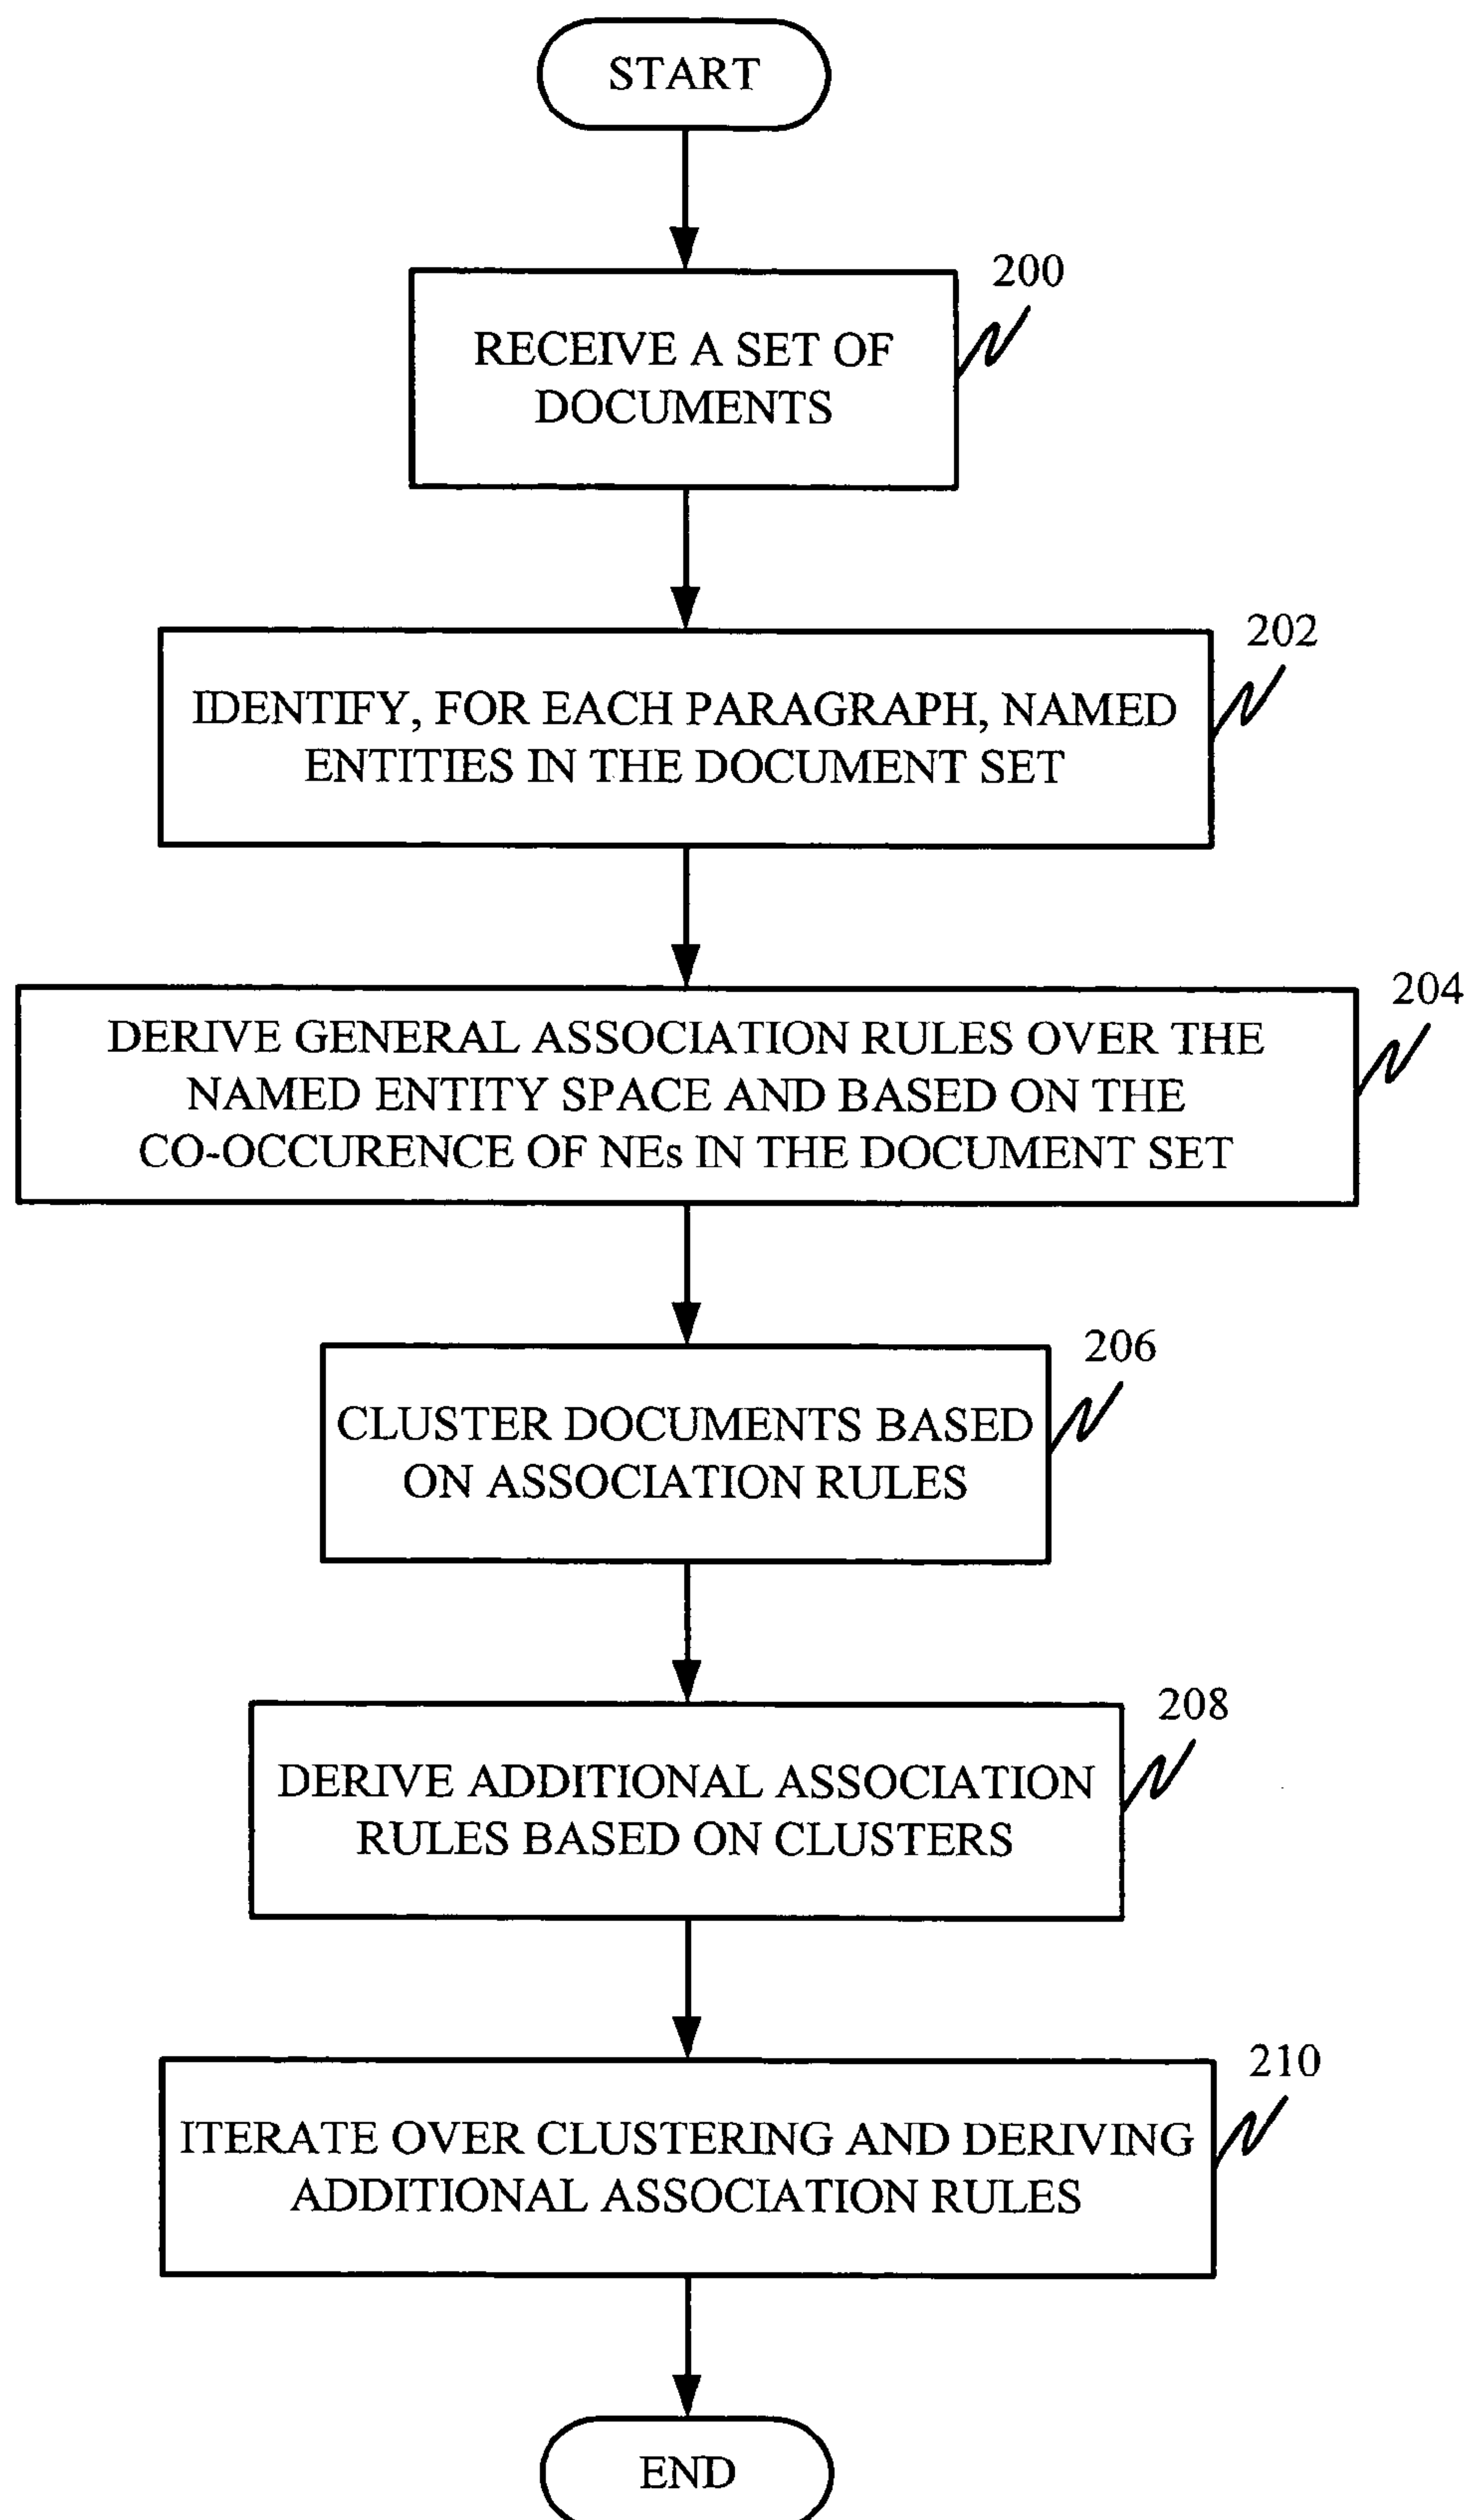 START
200
RECEIVE A SET OF
DOCUMENTS
202
IDENTIFY, FOR EACH PARAGRAPH, NAMED
ENTITIES IN THE DOCUMENT SET
204
DERIVE GENERAL ASSOCIATION RULES OVER THE
NAMED ENTITY SPACE AND BASED ON THE
CO-OCCURENCE OF NEs IN THE DOCUMENT SET
206
CLUSTER DOCUMENTS BASED
ON ASSOCIATION RULES
208
DERIVE ADDITIONAL ASSOCIATION
RULES BASED ON CLUSTERS
210
ITERATE OVER CLUSTERING AND DERIVING
ADDITIONAL ASSOCIATION RULES
END